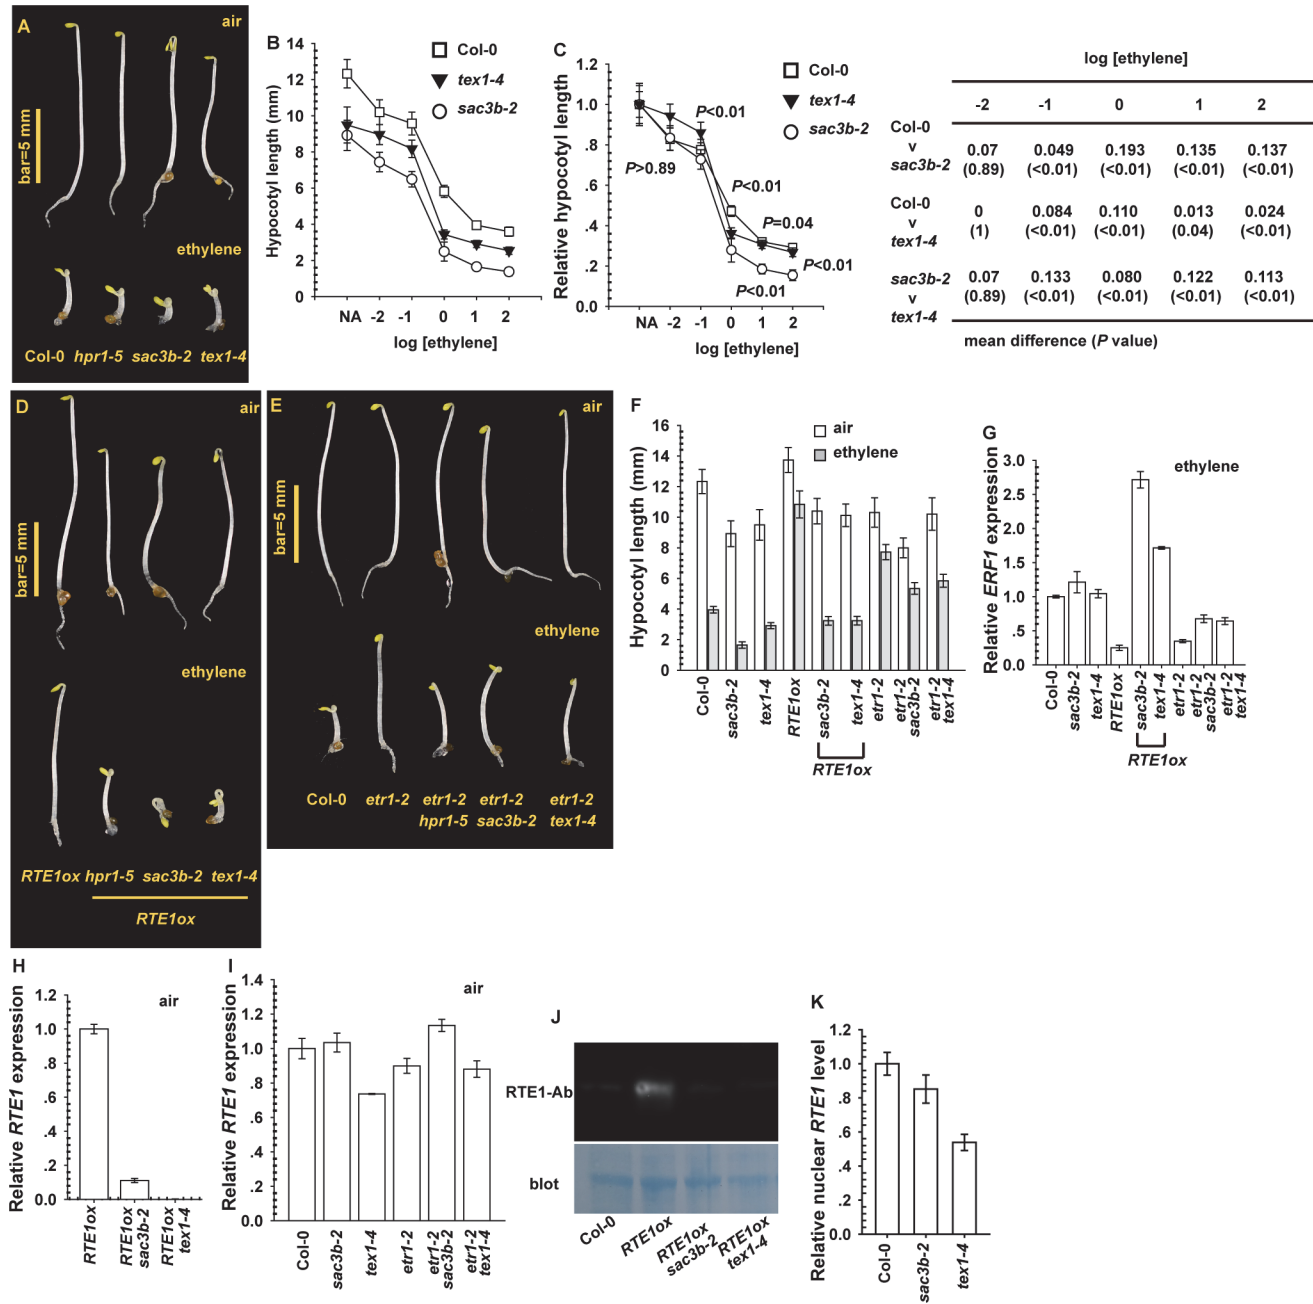 A
air
bar=5 mm
ethylene
Col-0 hpr1-5 sac3b-2 tex1-4
B
14
12
10
8
6
4
2
0
Hypocotyl length (mm)
Col-0
tex1-4
sac3b-2
NA -2 -1 0 1 2
log [ethylene]
C
1.2
1.0
.8
.6
.4
.2
0.0
Relative hypocotyl length
Col-0
tex1-4
sac3b-2
P<0.01
P>0.89
P<0.01
P=0.04
P<0.01
P<0.01
NA -2 -1 0 1 2
log [ethylene]
log [ethylene]
-2 -1 0 1 2
Col-0
v
sac3b-2
0.07 0.049 0.193 0.135 0.137
(0.89) (<0.01) (<0.01) (<0.01) (<0.01)
Col-0
v
tex1-4
0 0.084 0.110 0.013 0.024
(1) (<0.01) (<0.01) (0.04) (<0.01)
sac3b-2
v
tex1-4
0.07 0.133 0.080 0.122 0.113
(0.89) (<0.01) (<0.01) (<0.01) (<0.01)
mean difference (P value)
D
air
bar=5 mm
ethylene
RTE1ox hpr1-5 sac3b-2 tex1-4
RTE1ox
E
air
bar=5 mm
ethylene
Col-0 etr1-2 etr1-2 etr1-2 etr1-2
hpr1-5 sac3b-2 tex1-4
F
16
14
12
10
8
6
4
2
0
Hypocotyl length (mm)
air
ethylene
Col-0
sac3b-2
tex1-4
RTE1ox
sac3b-2
tex1-4
etr1-2
etr1-2
sac3b-2
etr1-2
tex1-4
RTE1ox
G
ethylene
3.0
2.5
2.0
1.5
1.0
.5
0.0
Relative ERF1 expression
Col-0
sac3b-2
tex1-4
RTE1ox
sac3b-2
tex1-4
etr1-2
etr1-2
sac3b-2
etr1-2
tex1-4
RTE1ox
H
air
1.2
1.0
.8
.6
.4
.2
0.0
Relative RTE1 expression
RTE1ox
RTE1ox
sac3b-2
RTE1ox
tex1-4
I
air
1.4
1.2
1.0
.8
.6
.4
.2
0.0
Relative RTE1 expression
Col-0
sac3b-2
tex1-4
etr1-2
etr1-2
sac3b-2
etr1-2
tex1-4
J
RTE1-Ab
blot
Col-0
RTE1ox
RTE1ox
sac3b-2
RTE1ox
tex1-4
K
1.2
1.0
.8
.6
.4
.2
0.0
Relative nuclear RTE1 level
Col-0
sac3b-2
tex1-4